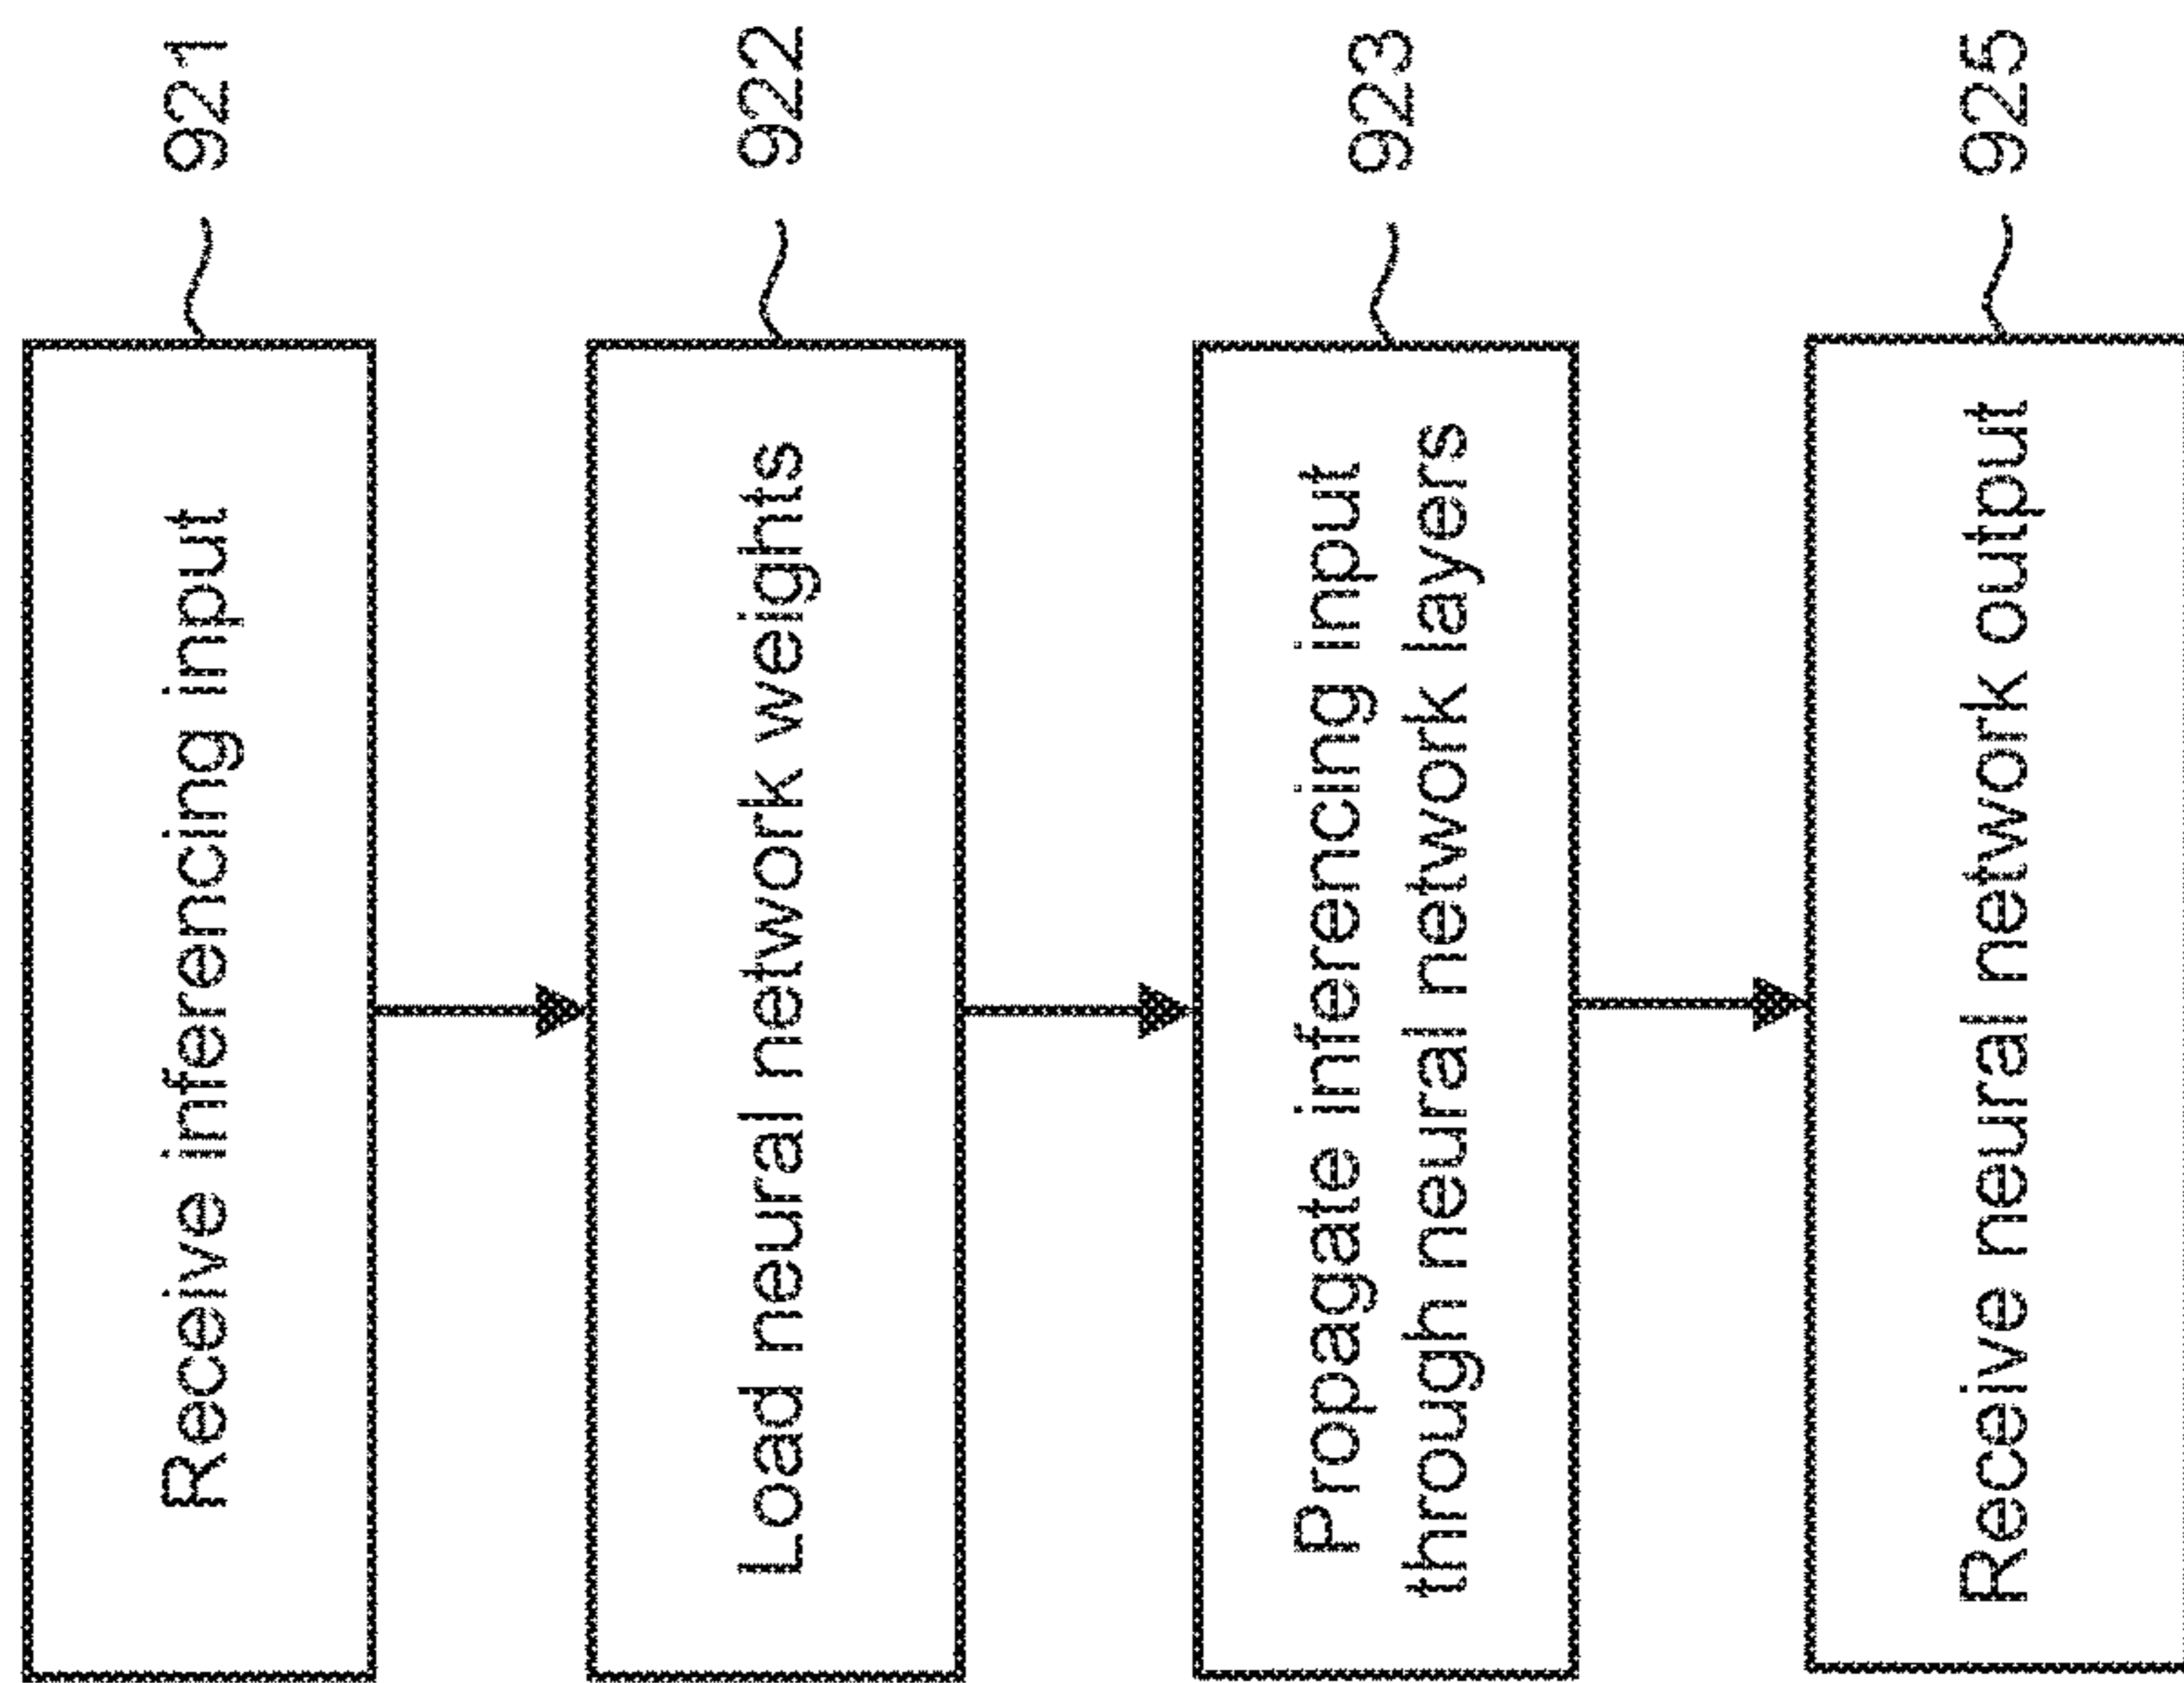 Receive inferencing input
921
Load neural network weights
922
Propagate inferencing input
through neural network layers
923
Receive neural network output
925